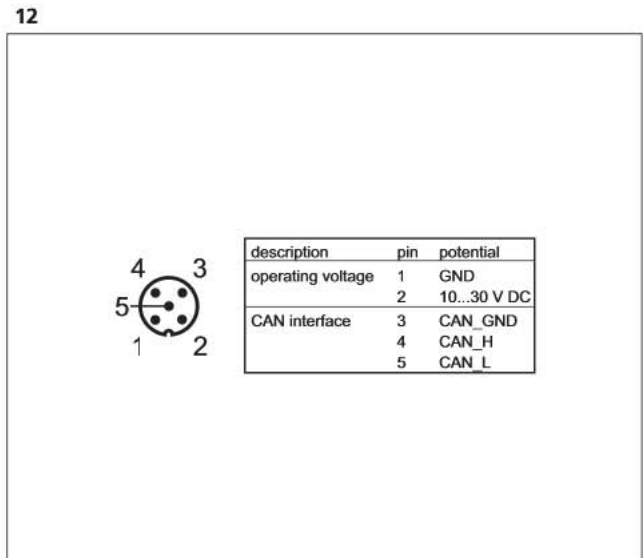 12
4 3
5
1 2
description pin potential
operating voltage 1 GND
2 10...30 V DC
CAN interface 3 CAN_GND
4 CAN_H
5 CAN_L